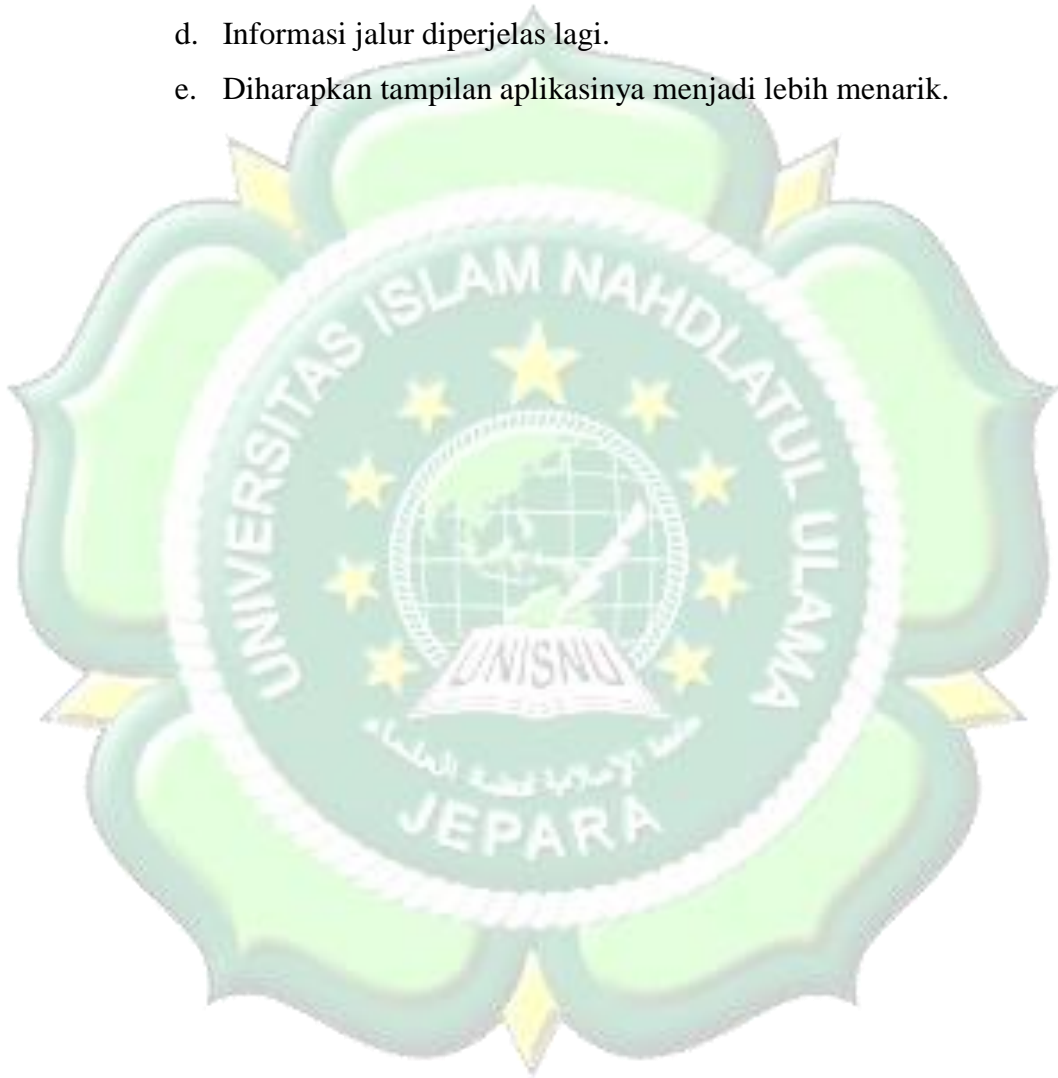 d. Informasi jalur diperjelas lagi.
e. Diharapkan tampilan aplikasinya menjadi lebih menarik.
UNIVERSITAS ISLAM NAHDLATUL ULAMA
UNISNU
JEPARA